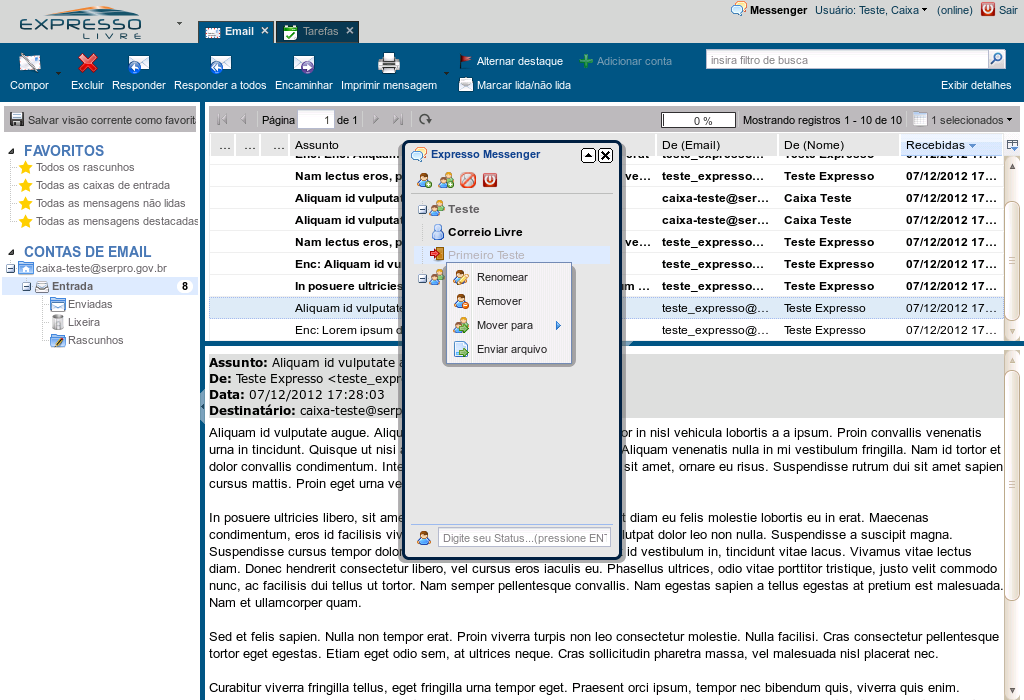 EXPRESSO
LIVRE
Email
Tarefas
Messenger
Usuário: Teste, Caixa
(online)
Sair
Compor
Excluir
Responder
Responder a todos
Encaminhar
Imprimir mensagem
Alternar destaque
Adicionar conta
Marcar lida/não lida
insira filtro de busca
Exibir detalhes
Salvar visão corrente como favorit
FAVORITOS
Todos os rascunhos
Todas as caixas de entrada
Todas as mensagens não lidas
Todas as mensagens destacadas
CONTAS DE EMAIL
caixa-teste@serpro.gov.br
Entrada 8
Enviadas
Lixeira
Rascunhos
Página 1 de 1
0 %
Mostrando registros 1 - 10 de 10
1 selecionados
... ... ... Assunto De (Email) De (Nome) Recebidas
Nam lectus eros, p ve... teste_expresso... Teste Expresso 07/12/2012 17...
Aliquam id vulputat caixa-teste@ser... Caixa Teste 07/12/2012 17...
Aliquam id vulputat caixa-teste@ser... Caixa Teste 07/12/2012 17...
Nam lectus eros, p ve... teste_expresso... Teste Expresso 07/12/2012 17...
Enc: Aliquam id vu teste_expresso... Teste Expresso 07/12/2012 17...
In posuere ultricies m ... teste_expresso... Teste Expresso 07/12/2012 17...
Aliquam id vulputate teste_expresso@... Teste Expresso 07/12/2012 17...
Enc: Lorem ipsum d teste_expresso@... Teste Expresso 07/12/2012 17...
Expresso Messenger
Teste
Correio Livre
Primeiro Teste
Renomear
Remover
Mover para
Enviar arquivo
Digite seu Status...(pressione EN
Assunto: Aliquam id vulputate a
De: Teste Expresso <teste_expr
Data: 07/12/2012 17:28:03
Destinatário: caixa-teste@serp
Aliquam id vulputate augue. Aliqu or in nisl vehicula lobortis a a ipsum. Proin convallis venenatis
urna in tincidunt. Quisque ut nisi a Aliquam venenatis nulla in mi vestibulum fringilla. Nam id tortor et
dolor convallis condimentum. Inte sit amet, ornare eu risus. Suspendisse rutrum dui sit amet sapien
cursus mattis. Proin eget urna ve
In posuere ultricies libero, sit ame t diam eu felis molestie lobortis eu in erat. Maecenas
condimentum, eros id facilisis viv lutpat dolor leo non nulla. Suspendisse a suscipit magna.
Suspendisse cursus tempor dolor id vestibulum in, tincidunt vitae lacus. Vivamus vitae lectus
diam. Donec hendrerit consectetur libero, vel cursus eros iaculis eu. Phasellus ultrices, odio vitae porttitor tristique, justo velit commodo
nunc, ac facilisis dui tellus ut tortor. Nam semper pellentesque convallis. Nam egestas sapien a tellus egestas at pretium est malesuada.
Nam et ullamcorper quam.
Sed et felis sapien. Nulla non tempor erat. Proin viverra turpis non leo consectetur molestie. Nulla facilisi. Cras consectetur pellentesque
tortor eget egestas. Etiam eget odio sem, at ultrices neque. Cras sollicitudin pharetra massa, vel malesuada nisl placerat nec.
Curabitur viverra fringilla tellus, eget fringilla urna tempor eget. Praesent orci ipsum, tempor nec bibendum quis, viverra quis enim.